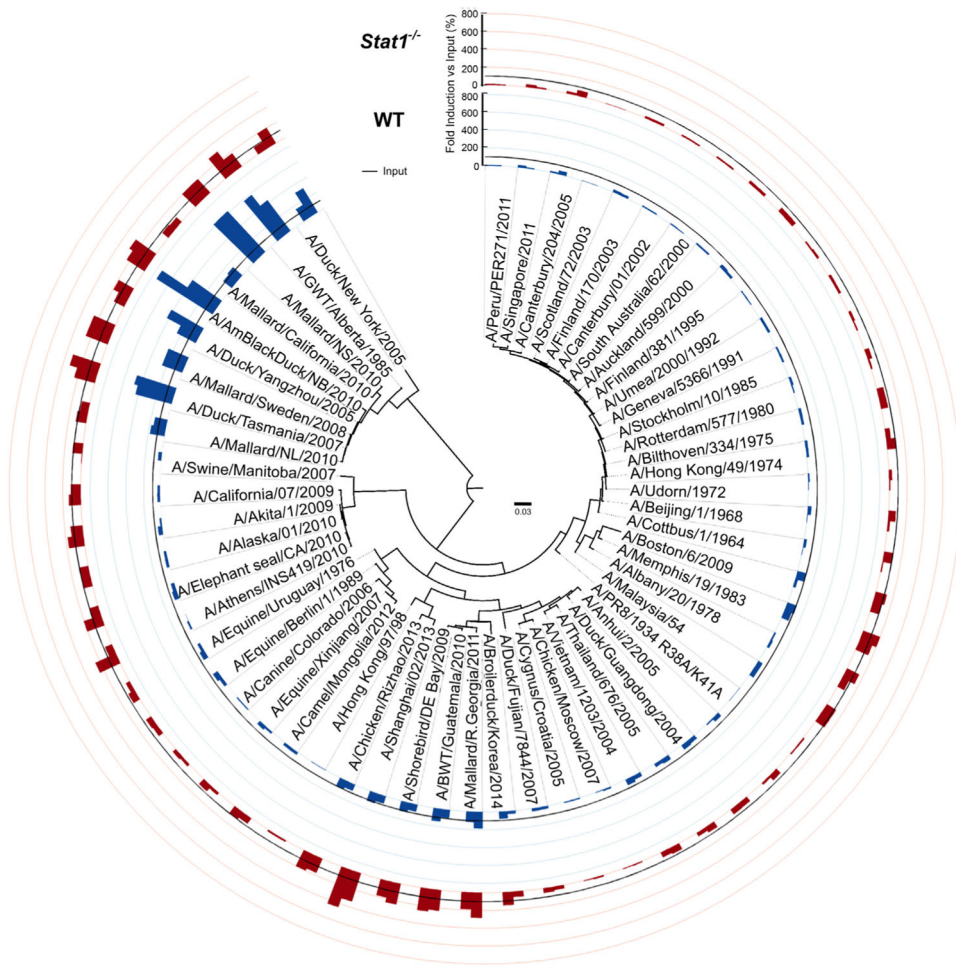 Stat1-/-
WT
Input
Fold Induction vs Input (%)
800
600
400
200
0
800
600
400
200
0
A/Peru/PER271/2011
A/Singapore/2011
A/Canterbury/204/2005
A/Scotland/72/2003
A/Finland/170/2003
A/Canterbury/01/2002
A/South Australia/62/2000
A/Auckland/599/2000
A/Finland/381/1995
A/Umea/2000/1992
A/Geneva/5366/1991
A/Stockholm/10/1985
A/Rotterdam/577/1980
A/Bilthoven/334/1975
A/Hong Kong/49/1974
A/Udorn/1972
A/Beijing/1/1968
A/Cottbus/1/1964
A/Boston/6/2009
A/Memphis/19/1983
A/Albany/20/1978
A/Malaysia/54
A/PR8/1934 R38A/K41A
A/Anhui/2/2005
A/Duck/Guangdong/2004
A/Thailand/676/2005
A/Vietnam/1203/2004
A/Chicken/Moscow/2007
A/Cygnus/Croatia/2005
A/Duck/Fujian/7844/2007
A/Broilerduck/Korea/2014
A/Mallard/R.Georgia/2011
A/BWT/Guatemala/2010
A/Shorebird/DE Bay/2009
A/Shanghai/02/2013
A/Chicken/Rizhao/2013
A/Hong Kong/97/98
A/Camel/Mongolia/2012
A/Equine/Xinjiang/2007
A/Canine/Colorado/2006
A/Equine/Berlin/1/1989
A/Equine/Uruguay/1976
A/Athens/INS419/2010
A/Elephant seal/CA/2010
A/Alaska/01/2010
A/Akita/1/2009
A/California/07/2009
A/Swine/Manitoba/2007
A/Mallard/NL/2010
A/Duck/Tasmania/2007
A/Mallard/Sweden/2008
A/Duck/Yangzhou/2005
A/AmBlackDuck/NB/2010
A/Mallard/California/2010
A/Mallard/NS/2010
A/GWT/Alberta/1985
A/Duck/New York/2005
0.03